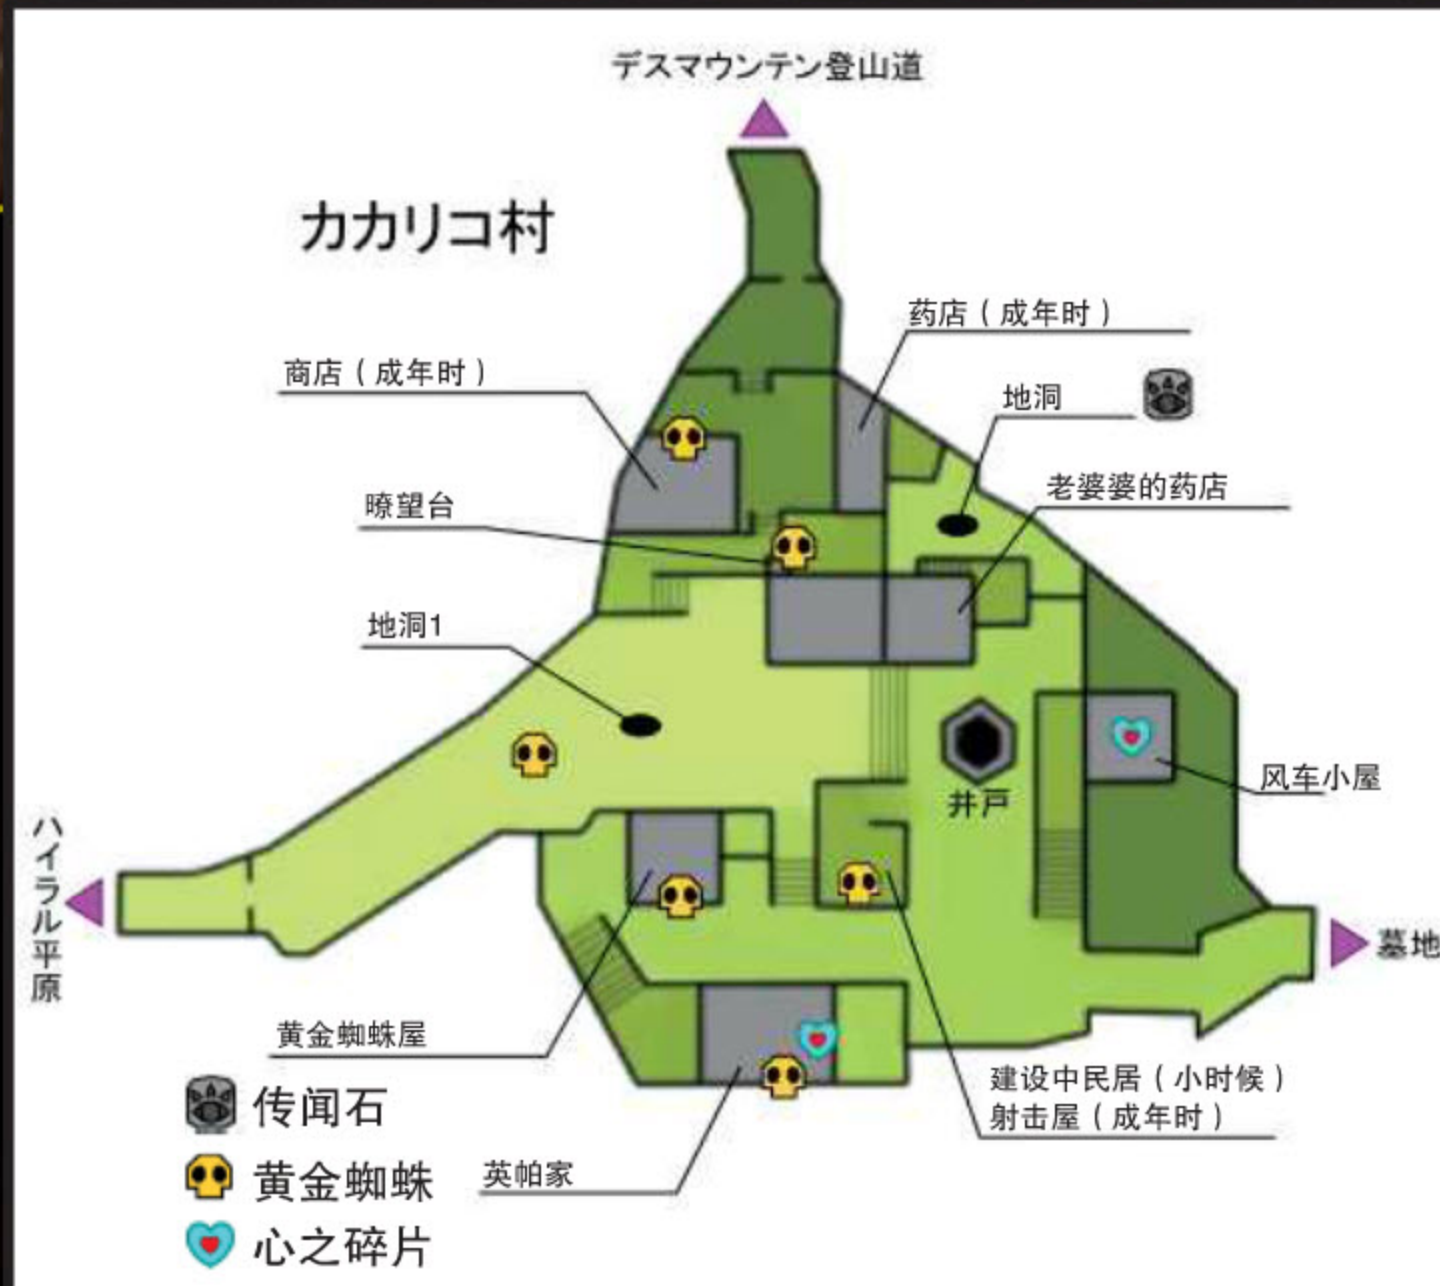 デスマウンテン登山道
カカリコ村
药店（成年时）
商店（成年时）
地洞
老婆婆的药店
暸望台
地洞1
风车小屋
井戸
ハイラル平原
墓地
黄金蜘蛛屋
建设中民居（小时候）
射击屋（成年时）
传闻石
黄金蜘蛛
英帕家
心之碎片